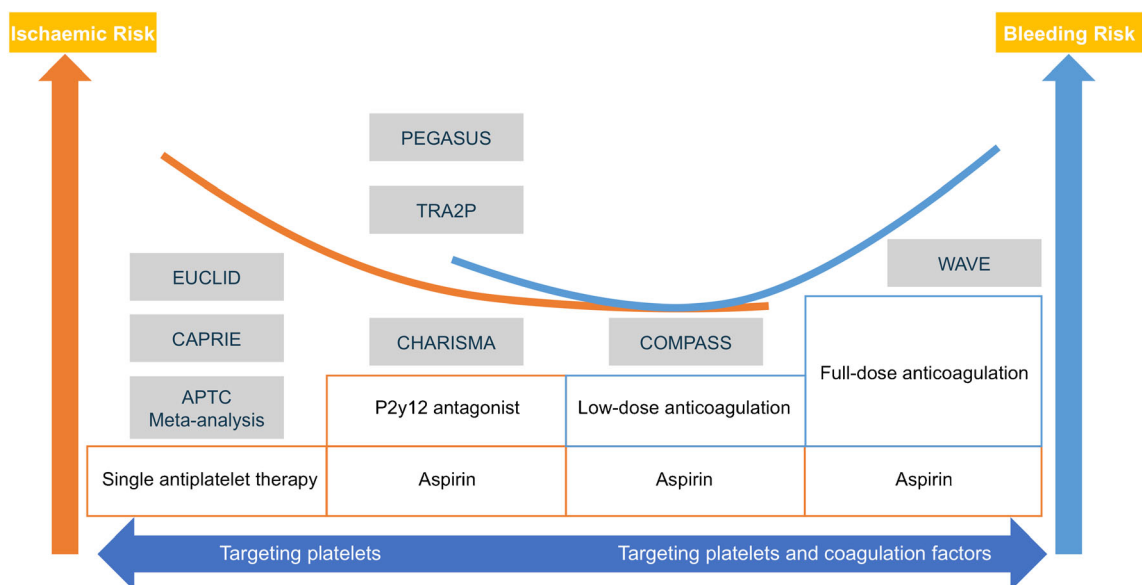 Ischaemic Risk
Bleeding Risk
PEGASUS
TRA2P
WAVE
EUCLID
CAPRIE
CHARISMA
COMPASS
APTC
Meta-analysis
P2y12 antagonist
Low-dose anticoagulation
Full-dose anticoagulation
Single antiplatelet therapy
Aspirin
Aspirin
Aspirin
Targeting platelets
Targeting platelets and coagulation factors